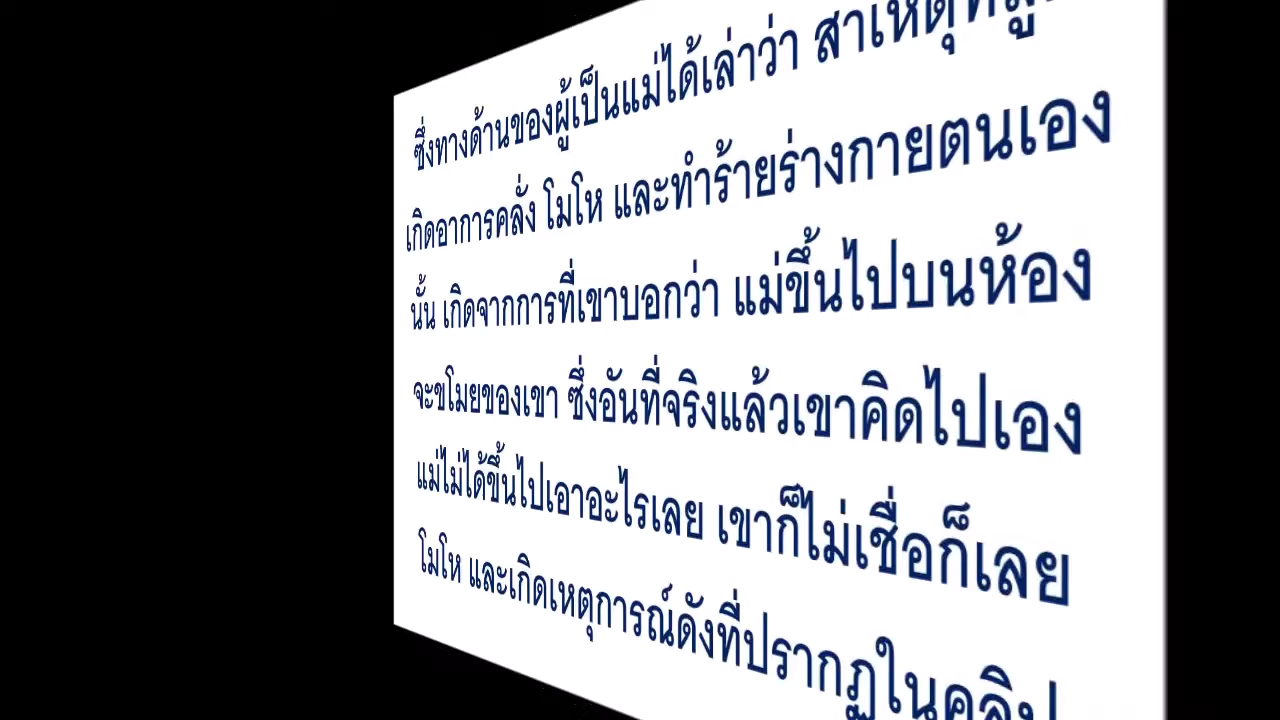 ซึ่งทางด้านของผู้เป็นแม่ได้เล่าว่า สาเหตุที่
เกิดอาการคลั่ง โมโห และทำร้ายร่างกายตนเอง
นั้น เกิดจากการที่เขาบอกว่า แม่ขึ้นไปบนห้อง
จะขโมยของเขา ซึ่งอันที่จริงแล้วเขาคิดไปเอง
แม่ไม่ได้ขึ้นไปเอาอะไรเลย เขาก็ไม่เชื่อก็เลย
โมโห และเกิดเหตุการณ์ดังที่ปรากฏในคลิป